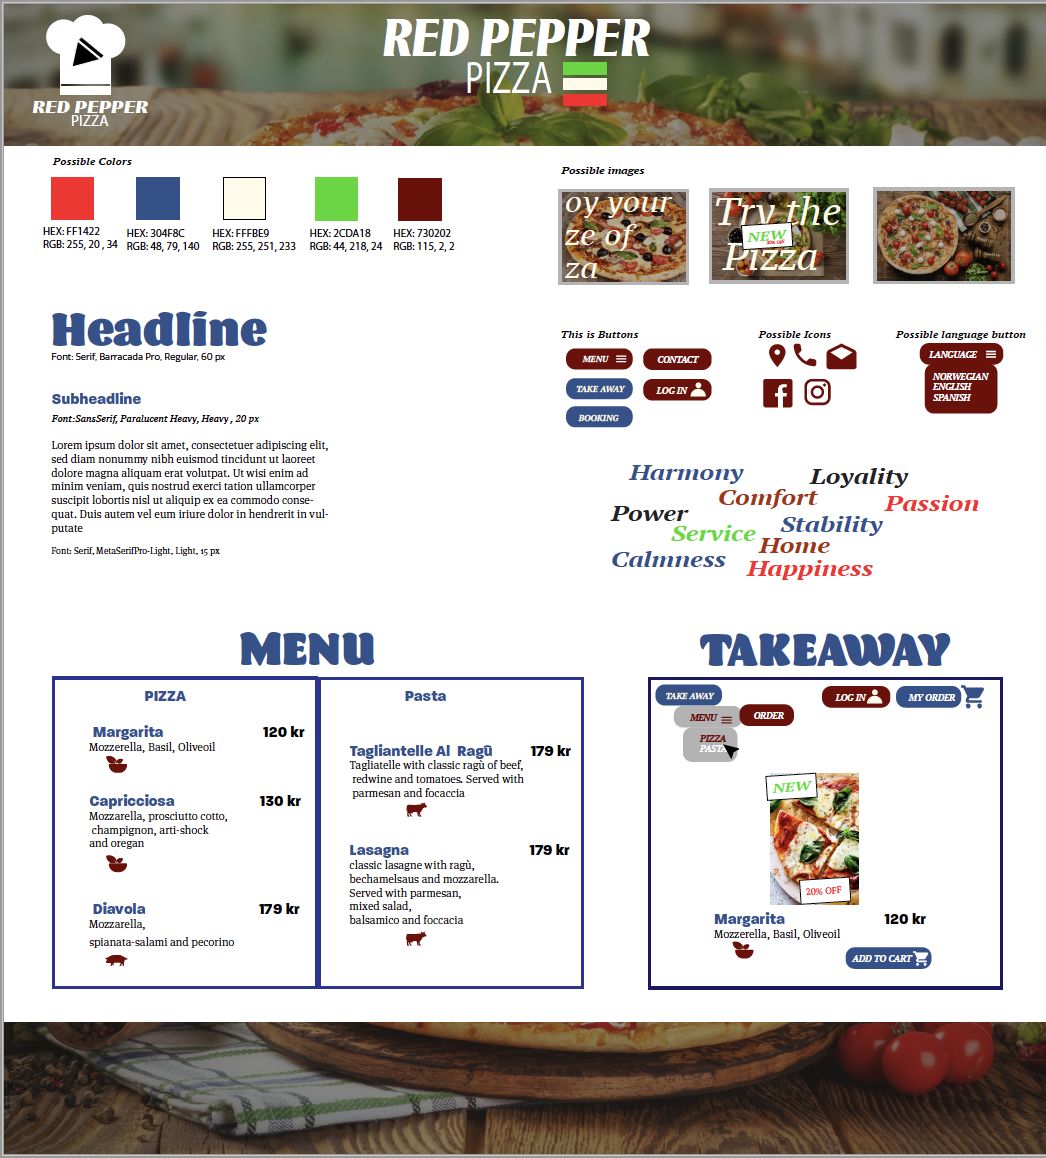 RED PEPPER
PIZZA
RED PEPPER
PIZZA
Possible Colors
HEX: FF1422
RGB: 255, 20 , 34
HEX: 304F8C
RGB: 48, 79, 140
HEX: FFFBE9
RGB: 255, 251, 233
HEX: 2CDA18
RGB: 44, 218, 24
HEX: 730202
RGB: 115, 2, 2
Possible images
oy your
ze of
za
Try the
NEW
20% OFF
Pizza
Headline
Font: Serif, Barracada Pro, Regular, 60 px
Subheadline
Font:SansSerif, Paralucent Heavy, Heavy , 20 px
Lorem ipsum dolor sit amet, consectetuer adipiscing elit,
sed diam nonummy nibh euismod tincidunt ut laoreet
dolore magna aliquam erat volutpat. Ut wisi enim ad
minim veniam, quis nostrud exerci tation ullamcorper
suscipit lobortis nisl ut aliquip ex ea commodo conse-
quat. Duis autem vel eum iriure dolor in hendrerit in vul-
putate
Font: Serif, MetaSerifPro-Light, Light, 15 px
This is Buttons
MENU
CONTACT
TAKE AWAY
LOG IN
BOOKING
Possible Icons
Possible language button
LANGUAGE
NORWEGIAN
ENGLISH
SPANISH
Harmony
Loyality
Comfort
Passion
Power
Stability
Service
Home
Calmness
Happiness
MENU
PIZZA
Margarita 120 kr
Mozzerella, Basil, Oliveoil
Capricciosa 130 kr
Mozzarella, prosciutto cotto,
champignon, arti-shock
and oregan
Diavola 179 kr
Mozzarella,
spianata-salami and pecorino
Pasta
Tagliantelle Al Ragū 179 kr
Tagliatelle with classic ragù of beef,
redwine and tomatoes. Served with
parmesan and focaccia
Lasagna 179 kr
classic lasagne with ragù,
bechamelsaus and mozzarella.
Served with parmesan,
mixed salad,
balsamico and foccacia
TAKEAWAY
TAKE AWAY
LOG IN
MY ORDER
MENU
ORDER
PIZZA
PASTA
NEW
20% OFF
Margarita 120 kr
Mozzerella, Basil, Oliveoil
ADD TO CART